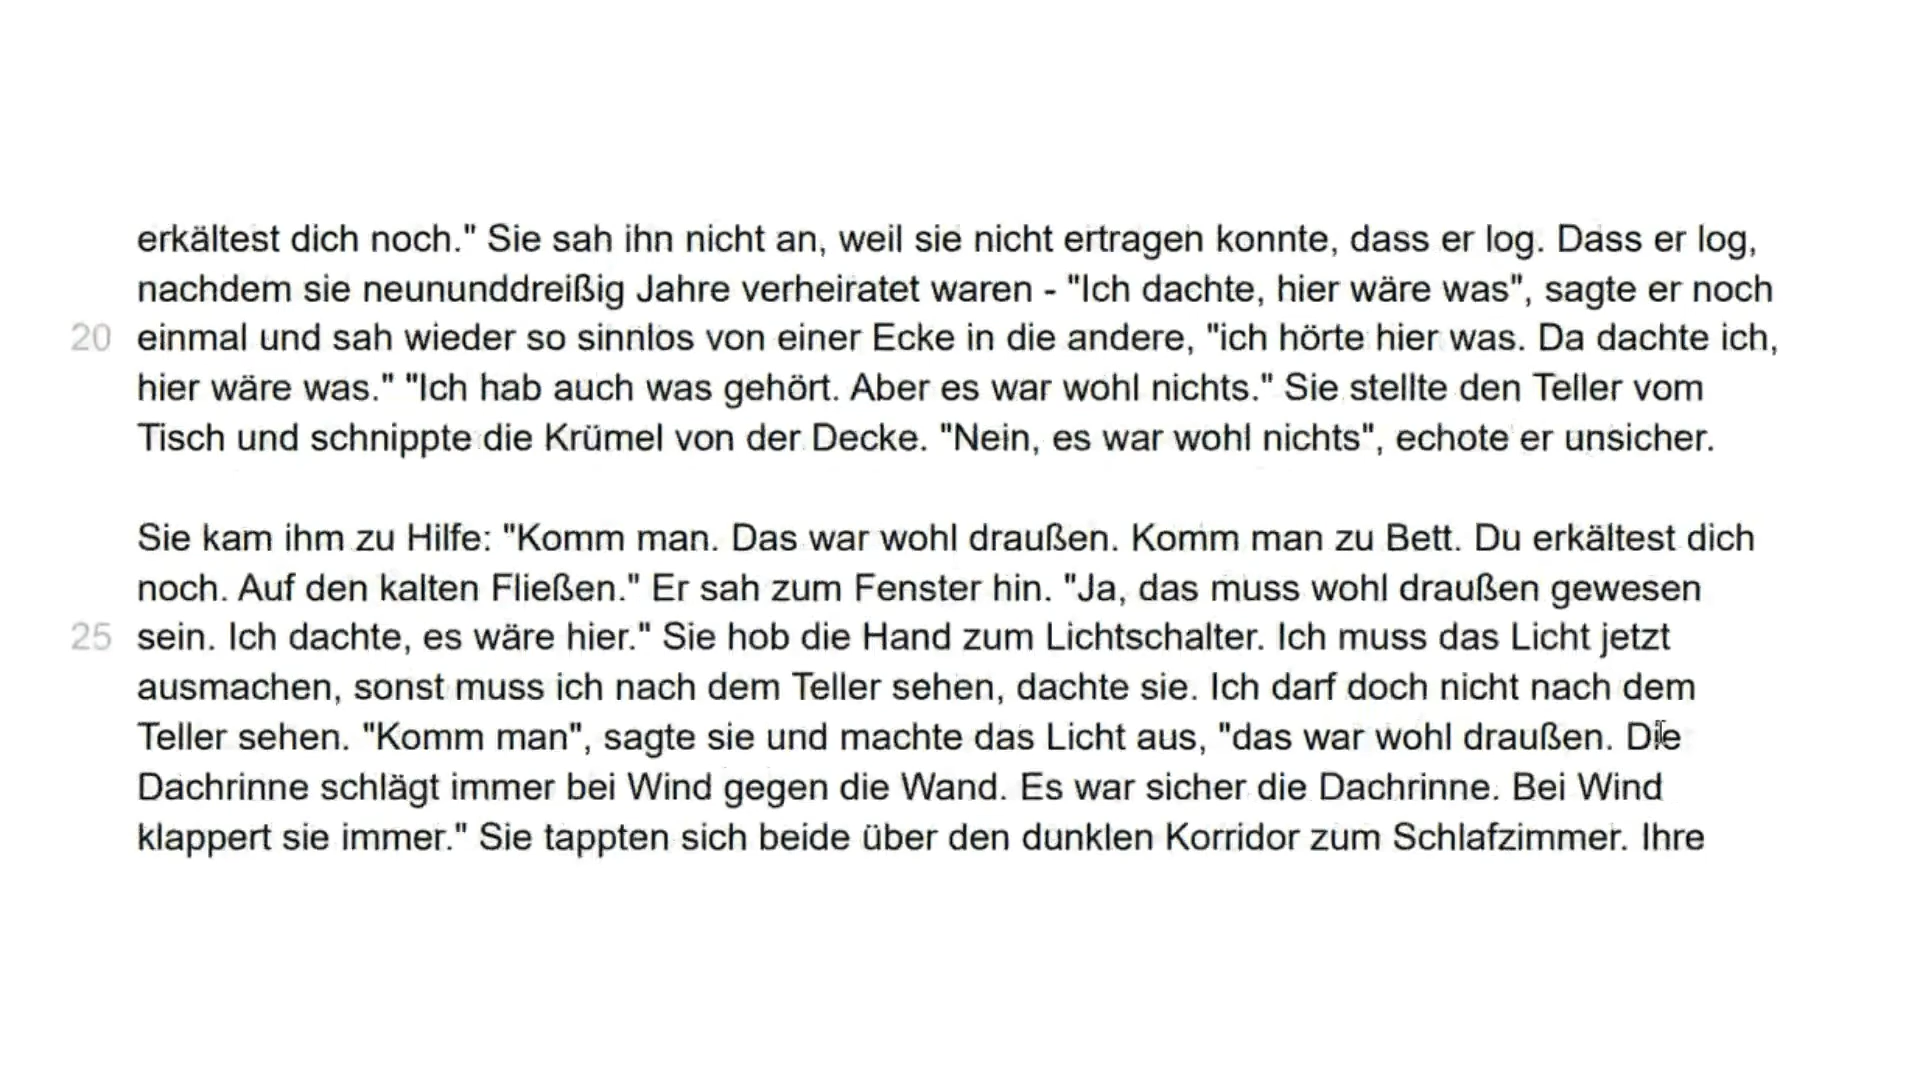 erkältest dich noch." Sie sah ihn nicht an, weil sie nicht ertragen konnte, dass er log. Dass er log,
nachdem sie neununddreißig Jahre verheiratet waren - "Ich dachte, hier wäre was", sagte er noch
20 einmal und sah wieder so sinnlos von einer Ecke in die andere, "ich hörte hier was. Da dachte ich,
hier wäre was." "Ich hab auch was gehört. Aber es war wohl nichts." Sie stellte den Teller vom
Tisch und schnippte die Krümel von der Decke. "Nein, es war wohl nichts", echote er unsicher.
Sie kam ihm zu Hilfe: "Komm man. Das war wohl draußen. Komm man zu Bett. Du erkältest dich
noch. Auf den kalten Fließen." Er sah zum Fenster hin. "Ja, das muss wohl draußen gewesen
25 sein. Ich dachte, es wäre hier." Sie hob die Hand zum Lichtschalter. Ich muss das Licht jetzt
ausmachen, sonst muss ich nach dem Teller sehen, dachte sie. Ich darf doch nicht nach dem
Teller sehen. "Komm man", sagte sie und machte das Licht aus, "das war wohl draußen. Die
Dachrinne schlägt immer bei Wind gegen die Wand. Es war sicher die Dachrinne. Bei Wind
klappert sie immer." Sie tappten sich beide über den dunklen Korridor zum Schlafzimmer. Ihre